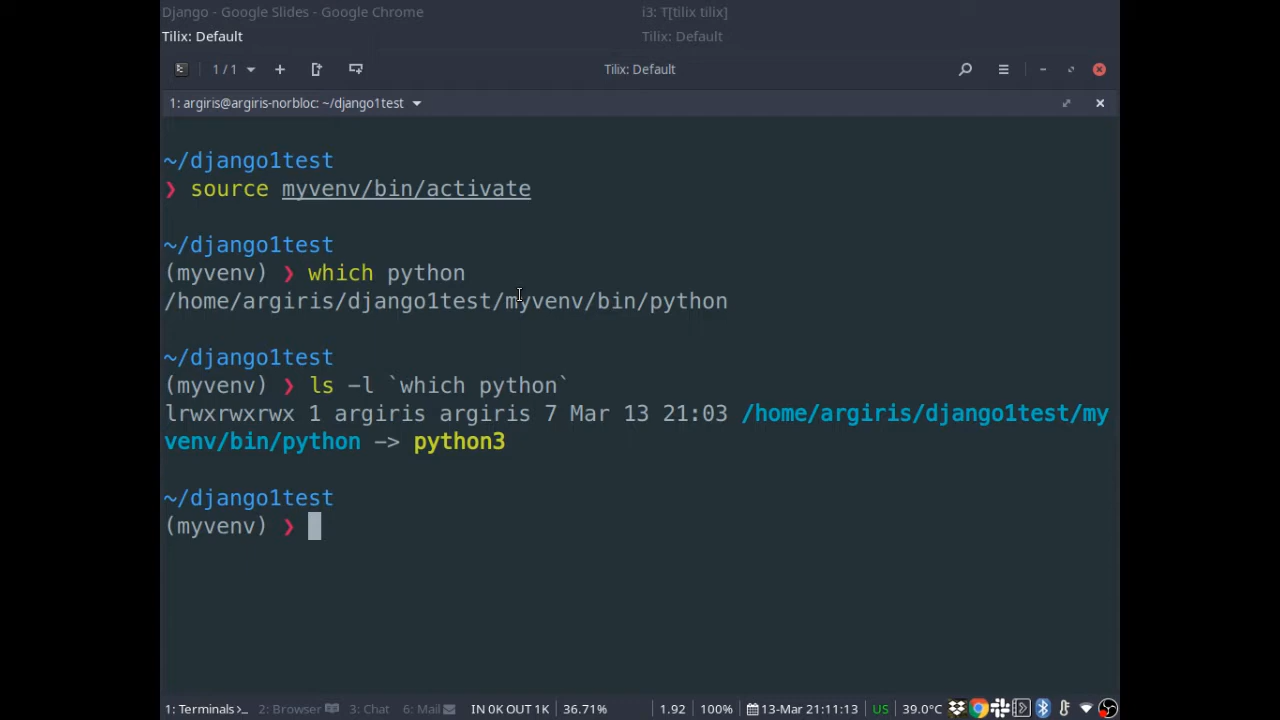 Django - Google Slides - Google Chrome
i3: T[tilix tilix]
Tilix: Default
Tilix: Default
1 / 1
Tilix: Default
1: argiris@argiris-norbloc: ~/django1test
~/django1test
❯ source myvenv/bin/activate
~/django1test
(myvenv) ❯ which python
/home/argiris/django1test/myvenv/bin/python
~/django1test
(myvenv) ❯ ls -l `which python`
lrwxrwxrwx 1 argiris argiris 7 Mar 13 21:03 /home/argiris/django1test/my
venv/bin/python -> python3
~/django1test
(myvenv) ❯
1: Terminals 2: Browser 3: Chat 6: Mail IN 0K OUT 1K 36.71% 1.92 100% 13-Mar 21:11:13 US 39.0°C